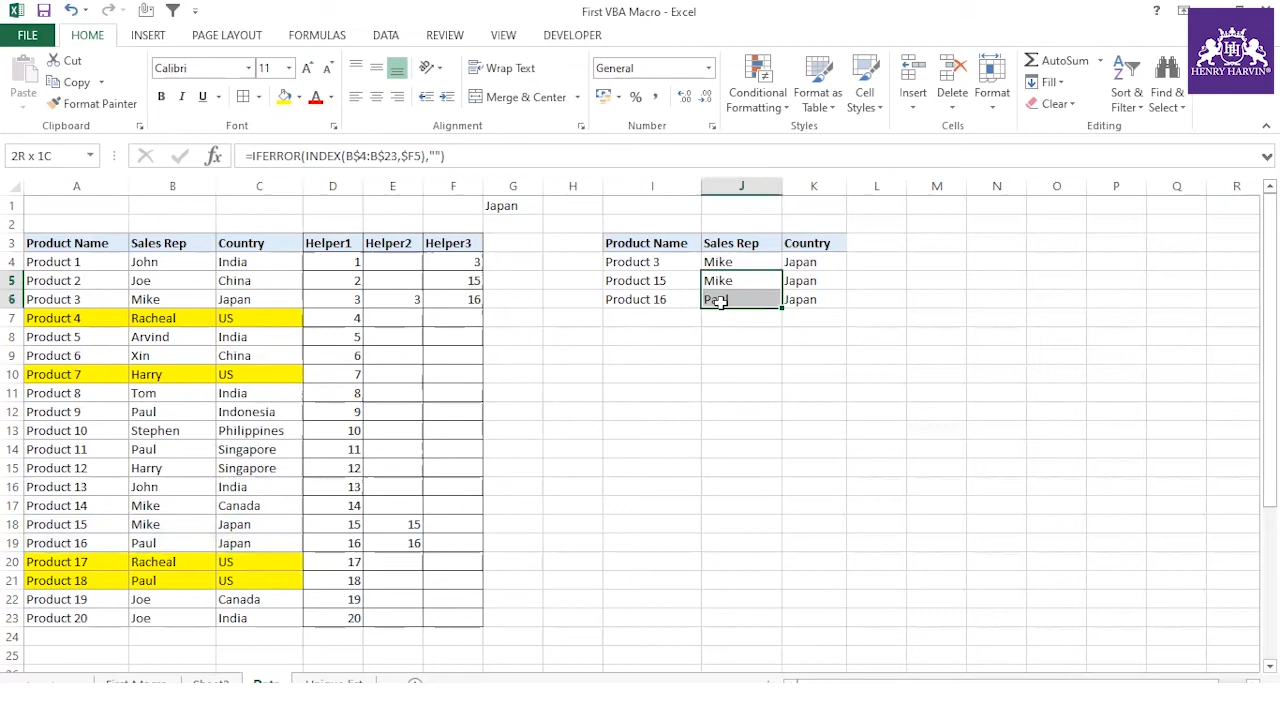 First VBA Macro - Excel
?
FILE HOME INSERT PAGE LAYOUT FORMULAS DATA REVIEW VIEW DEVELOPER
HENRY HARVIN®
Paste Cut Copy Format Painter
Calibri 11 A A
B I U A
Wrap Text
Merge & Center
General
% ,
Conditional Formatting
Format as Table
Cell Styles
Insert Delete Format
AutoSum
Fill
Clear
Sort & Filter
Find & Select
Clipboard Font Alignment Number Styles Cells Editing
2R x 1C fx =IFERROR(INDEX(B$4:B$23,$F5),"")
A B C D E F G H I J K L M N O P Q R
1 Japan
2
3 Product Name Sales Rep Country Helper1 Helper2 Helper3 Product Name Sales Rep Country
4 Product 1 John India 1 3 Product 3 Mike Japan
5 Product 2 Joe China 2 15 Product 15 Mike Japan
6 Product 3 Mike Japan 3 3 16 Product 16 Paul Japan
7 Product 4 Racheal US 4
8 Product 5 Arvind India 5
9 Product 6 Xin China 6
10 Product 7 Harry US 7
11 Product 8 Tom India 8
12 Product 9 Paul Indonesia 9
13 Product 10 Stephen Philippines 10
14 Product 11 Paul Singapore 11
15 Product 12 Harry Singapore 12
16 Product 13 John India 13
17 Product 14 Mike Canada 14
18 Product 15 Mike Japan 15 15
19 Product 16 Paul Japan 16 16
20 Product 17 Racheal US 17
21 Product 18 Paul US 18
22 Product 19 Joe Canada 19
23 Product 20 Joe India 20
24
25